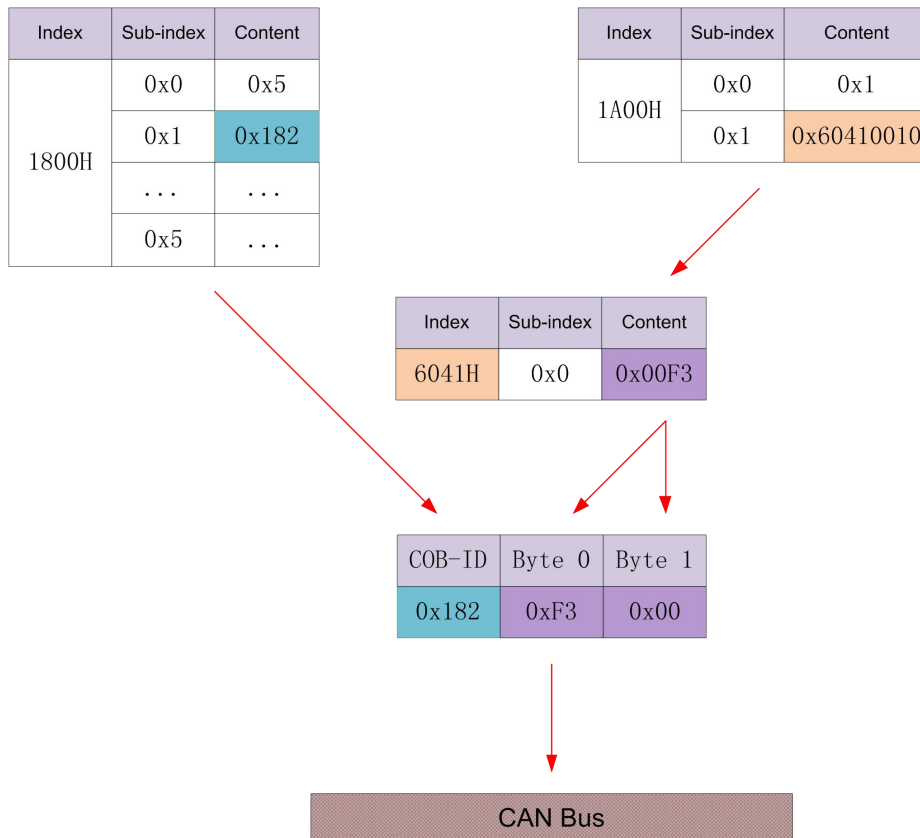 Index Sub-index Content
1800H
0x0 0x5
0x1 0x182
... ...
0x5 ...
Index Sub-index Content
1A00H
0x0 0x1
0x1 0x60410010
Index Sub-index Content
6041H 0x0 0x00F3
COB-ID Byte 0 Byte 1
0x182 0xF3 0x00
CAN Bus